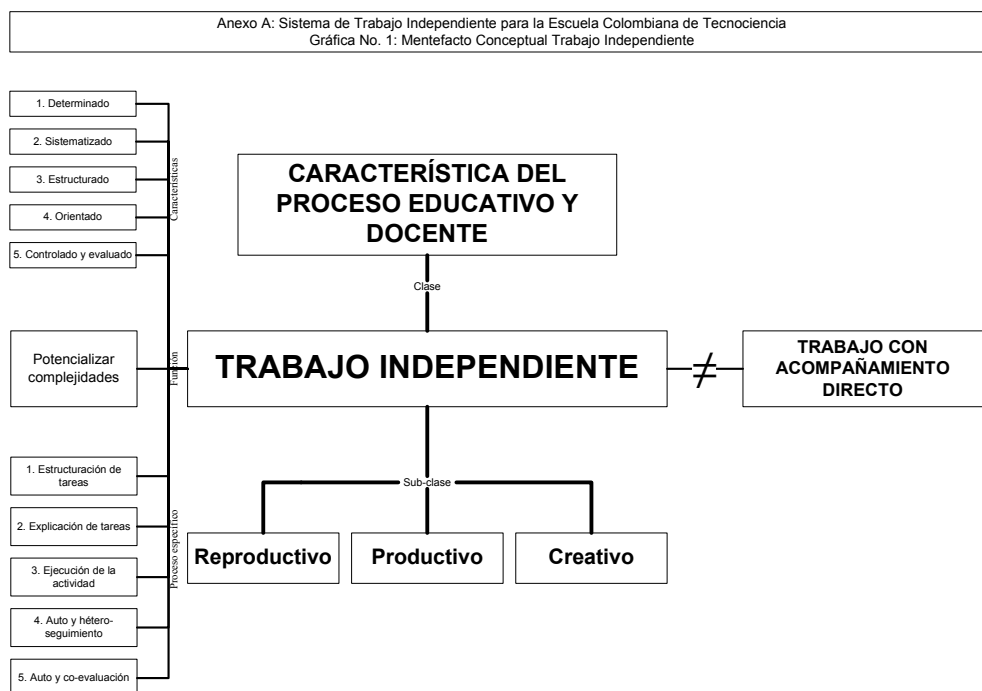 Anexo A: Sistema de Trabajo Independiente para la Escuela Colombiana de Tecnociencia
Gráfica No. 1: Mentefacto Conceptual Trabajo Independiente
1. Determinado
2. Sistematizado
3. Estructurado
4. Orientado
5. Controlado y evaluado
Características
CARACTERÍSTICA DEL
PROCESO EDUCATIVO Y
DOCENTE
Clase
Potencializar
complejidades
Función
TRABAJO INDEPENDIENTE
≠
TRABAJO CON
ACOMPAÑAMIENTO
DIRECTO
Sub-clase
Reproductivo
Productivo
Creativo
1. Estructuración de
tareas
2. Explicación de tareas
3. Ejecución de la
actividad
4. Auto y hétero-
seguimiento
5. Auto y co-evaluación
Proceso específico